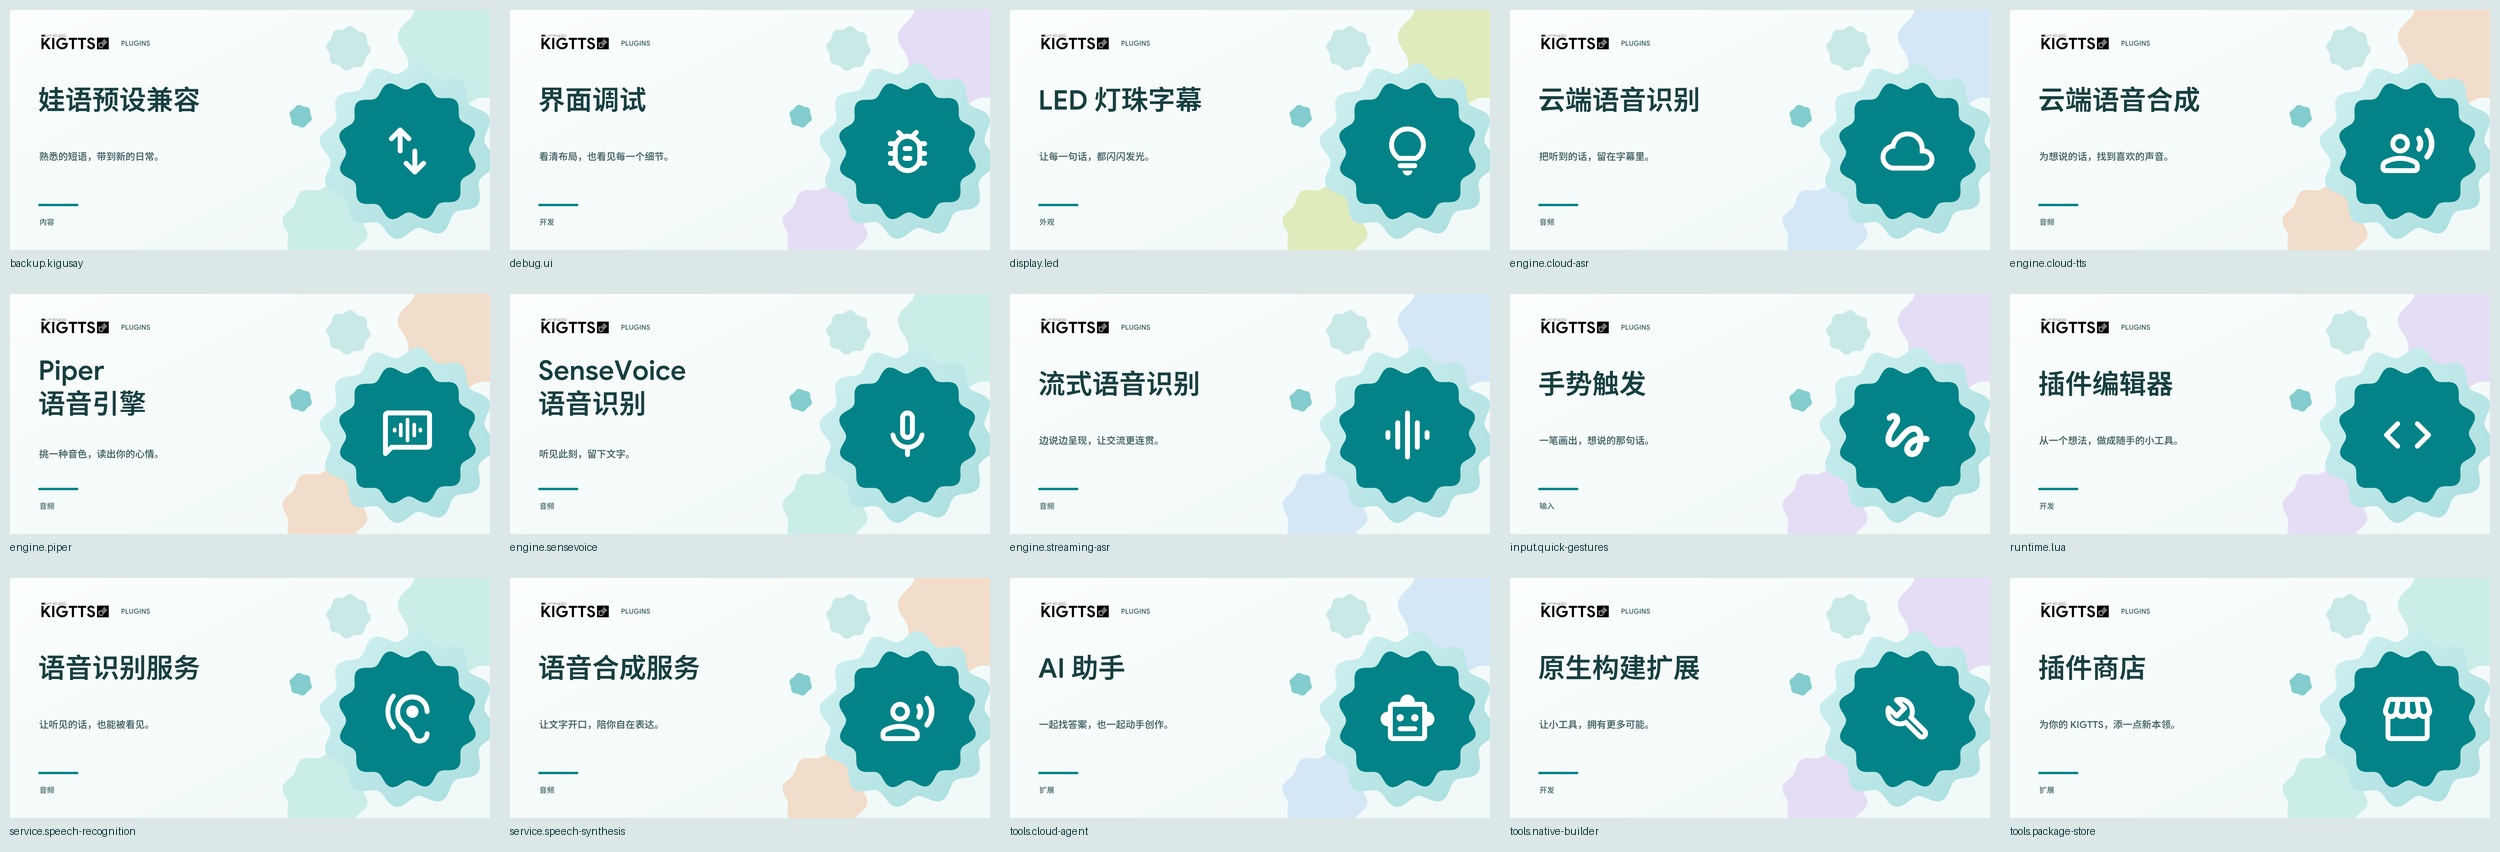 KIGTTS PLUGINS
娃语预设兼容
熟悉的短语，带到新的日常。
内容
backup.kigusay
KIGTTS PLUGINS
界面调试
看清布局，也看见每一个细节。
开发
debug.ui
KIGTTS PLUGINS
LED 灯珠字幕
让每一句话，都闪闪发光。
外观
display.led
KIGTTS PLUGINS
云端语音识别
把听到的话，留在字幕里。
音频
engine.cloud-asr
KIGTTS PLUGINS
云端语音合成
为想说的话，找到喜欢的声音。
音频
engine.cloud-tts
KIGTTS PLUGINS
Piper
语音引擎
挑一种音色，读出你的心情。
音频
engine.piper
KIGTTS PLUGINS
SenseVoice
语音识别
听见此刻，留下文字。
音频
engine.sensevoice
KIGTTS PLUGINS
流式语音识别
边说边呈现，让交流更连贯。
音频
engine.streaming-asr
KIGTTS PLUGINS
手势触发
一笔画出，想说的那句话。
输入
input.quick-gestures
KIGTTS PLUGINS
插件编辑器
从一个想法，做成随手的小工具。
开发
runtime.lua
KIGTTS PLUGINS
语音识别服务
让听见的话，也能被看见。
音频
service.speech-recognition
KIGTTS PLUGINS
语音合成服务
让文字开口，陪你自在表达。
音频
service.speech-synthesis
KIGTTS PLUGINS
AI 助手
一起找答案，也一起动手创作。
扩展
tools.cloud-agent
KIGTTS PLUGINS
原生构建扩展
让小工具，拥有更多可能。
开发
tools.native-builder
KIGTTS PLUGINS
插件商店
为你的 KIGTTS，添一点新本领。
扩展
tools.package-store